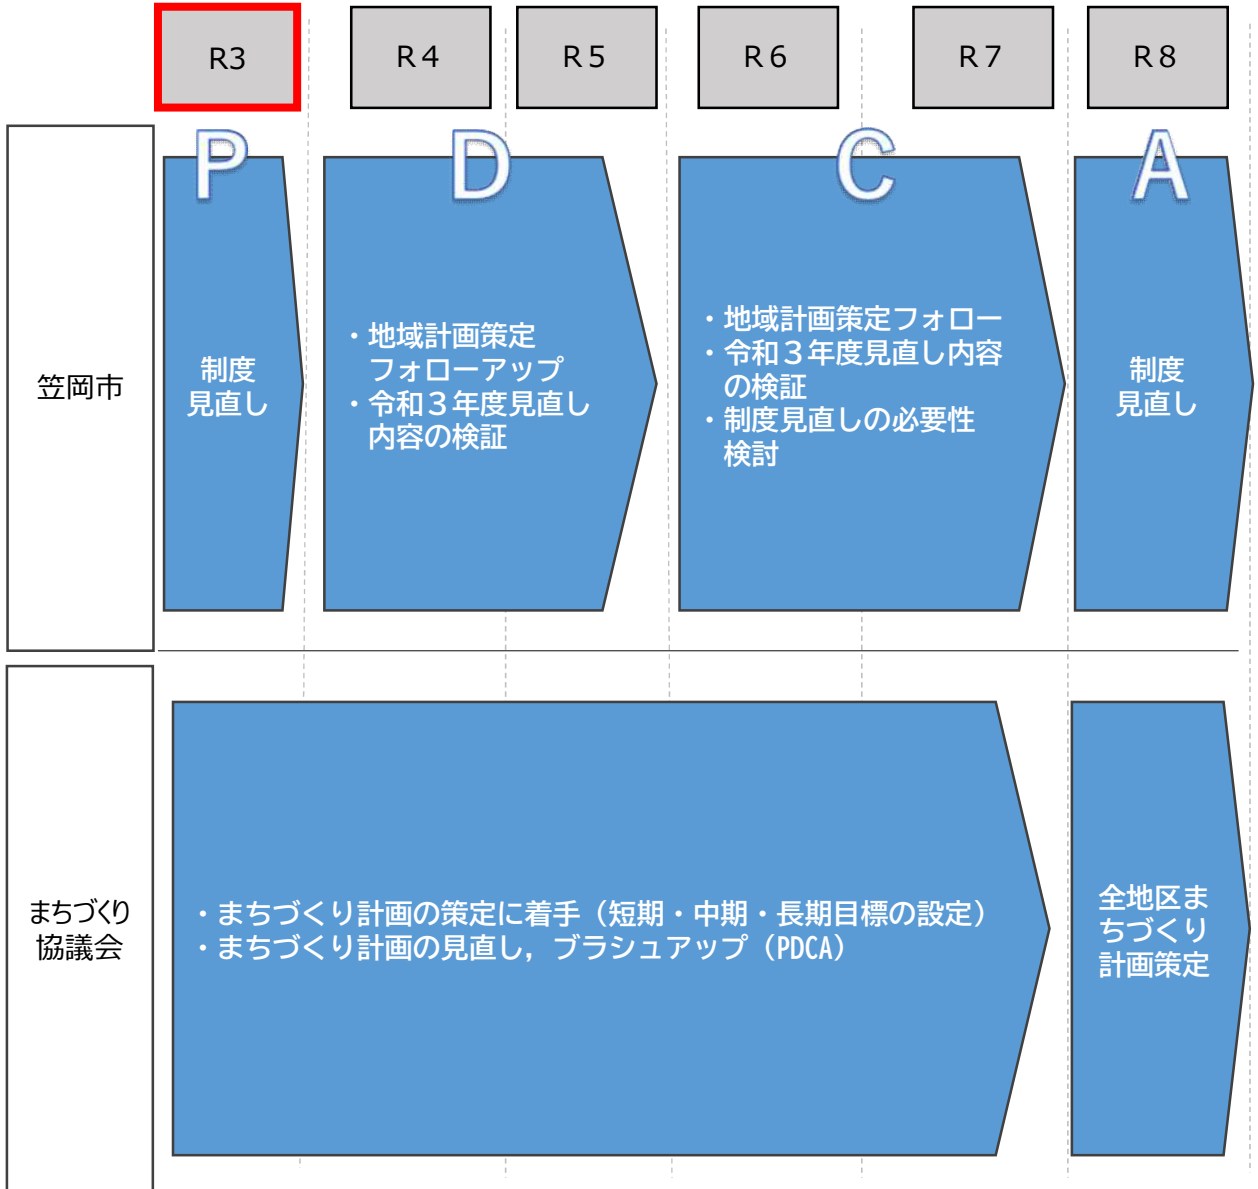 R3
R4
R5
R6
R7
R8
P
D
C
A
笠岡市
制度
見直し
・地域計画策定
フォローアップ
・令和3年度見直し
内容の検証
・地域計画策定フォロー
・令和3年度見直し内容
の検証
・制度見直しの必要性
検討
制度
見直し
まちづくり
協議会
・まちづくり計画の策定に着手（短期・中期・長期目標の設定）
・まちづくり計画の見直し，ブラシュアップ（PDCA）
全地区ま
ちづくり
計画策定